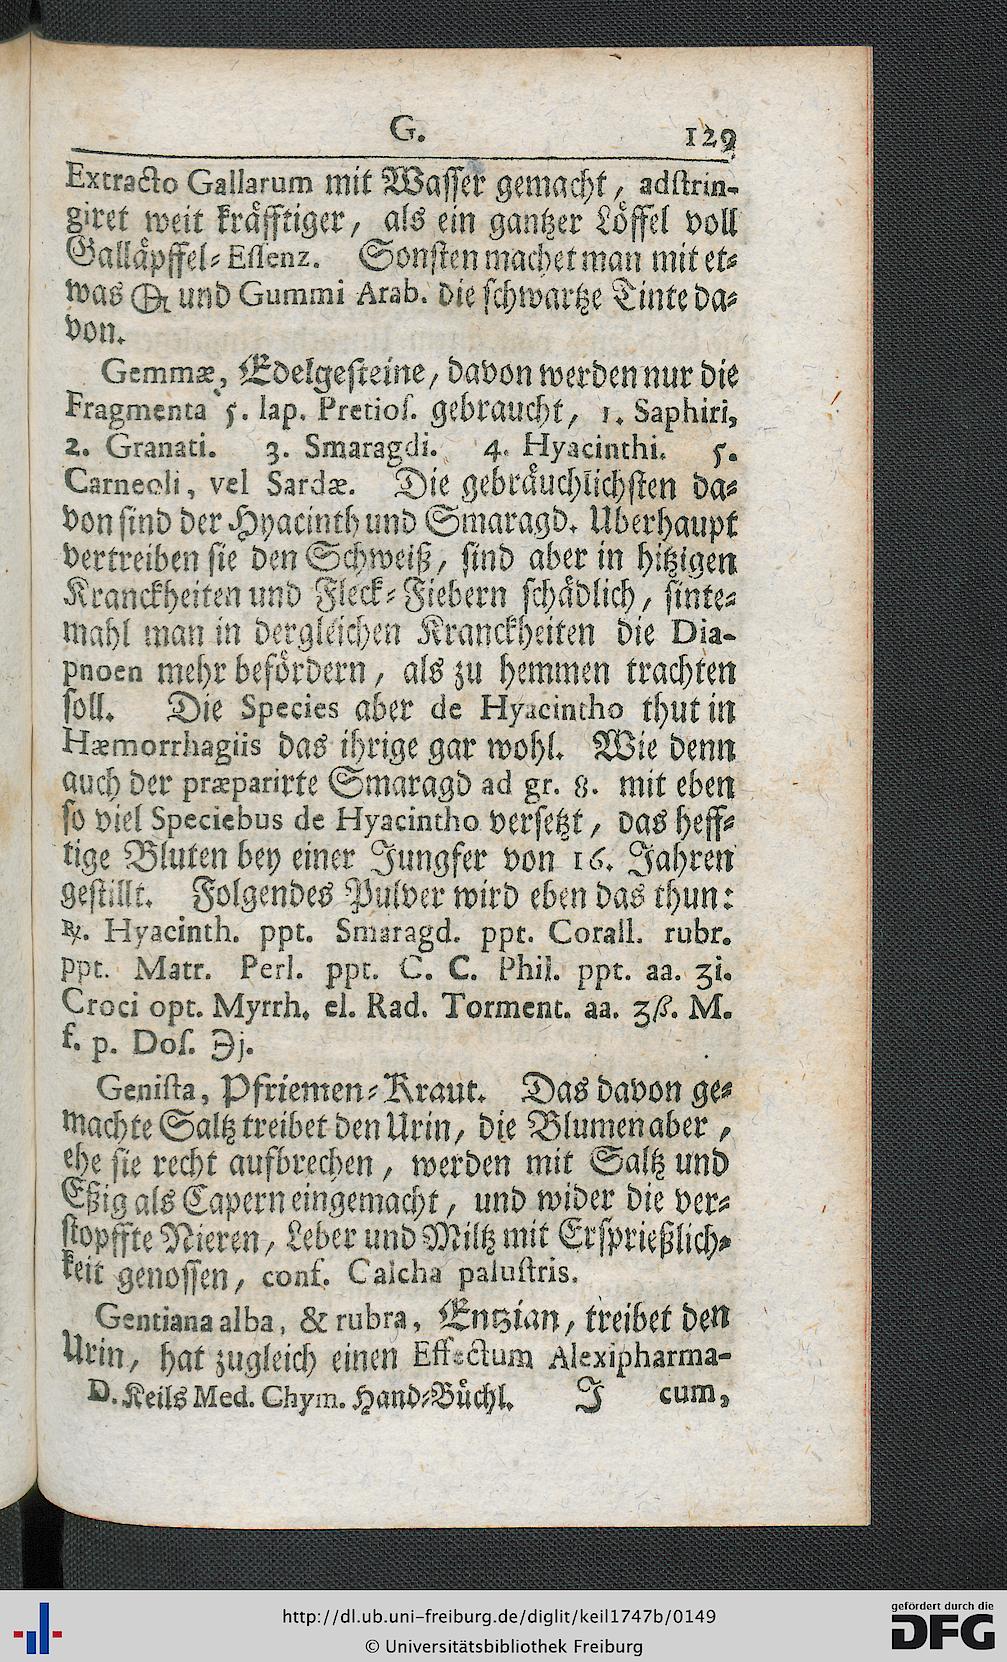 G. 129
Extracto Gallarum mit Wasser gemacht, adstrin-
giret weit kräfftiger, als ein gantzer Löffel voll
Galläpffel-Essenz. Sonsten machet man mit et-
was und Gummi Arab. die schwartze Tinte da-
von.
Gemmæ, Edelgesteine, davon werden nur die
Fragmenta 5. lap. Pretios. gebraucht, 1. Saphiri,
2. Granati. 3. Smaragdi. 4. Hyacinthi. 5.
Carneoli, vel Sardæ. Die gebräuchlichsten da-
von sind der Hyacinth und Smaragd. Uberhaupt
vertreiben sie den Schweiß, sind aber in hitzigen
Kranckheiten und Fleck-Fiebern schädlich, sinte-
mahl man in dergleichen Kranckheiten die Dia-
pnoen mehr befördern, als zu hemmen trachten
soll. Die Species aber de Hyacintho thut in
Hæmorrhagiis das ihrige gar wohl. Wie denn
auch der præparirte Smaragd ad gr. 8. mit eben
so viel Speciebus de Hyacintho versetzt, das heff-
tige Bluten bey einer Jungfer von 16. Jahren
gestillt. Folgendes Pulver wird eben das thun:
℞. Hyacinth. ppt. Smaragd. ppt. Corall. rubr.
ppt. Matr. Perl. ppt. C. C. Phil. ppt. aa. ʒi.
Croci opt. Myrrh. el. Rad. Torment. aa. ʒß. M.
f. p. Dos. ℈j.
Genista, Pfriemen-Kraut. Das davon ge-
machte Saltz treibet den Urin, die Blumen aber,
ehe sie recht aufbrechen, werden mit Saltz und
Eßig als Capern eingemacht, und wider die ver-
stopffte Nieren, Leber und Miltz mit Ersprießlich-
keit genossen, conf. Calcha palustris.
Gentiana alba, & rubra, Entzian, treibet den
Urin, hat zugleich einen Effectum Alexipharma-
D. Keils Med. Chym. Hand-Büchl. J cum,
http://dl.ub.uni-freiburg.de/diglit/keil1747b/0149
© Universitätsbibliothek Freiburg
gefördert durch die
DFG